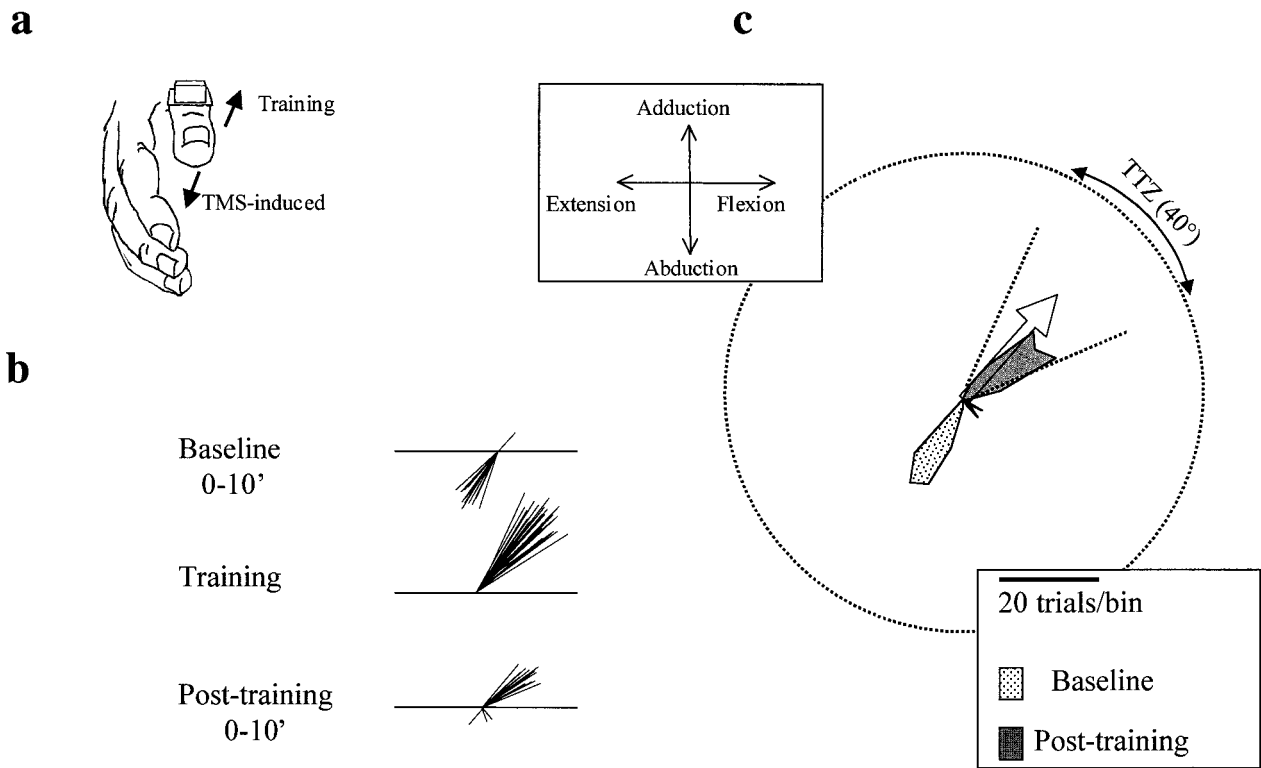 a
Training
TMS-induced
b
Baseline
0-10’
Training
Post-training
0-10’
c
Adduction
Extension
Flexion
Abduction
TTZ (40°)
20 trials/bin
Baseline
Post-training